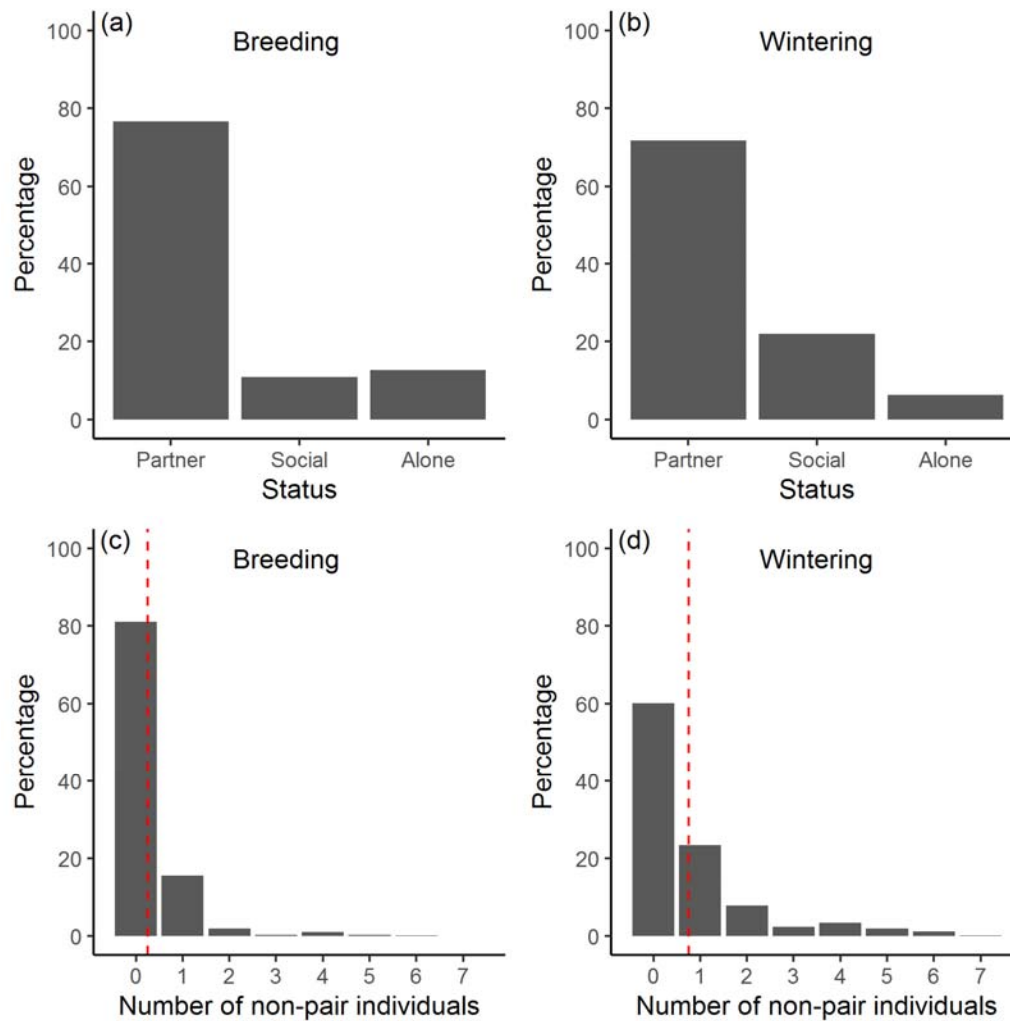 (a)
Breeding
100
80
60
40
20
0
Percentage
Partner Social Alone
Status
(b)
Wintering
100
80
60
40
20
0
Percentage
Partner Social Alone
Status
(c)
Breeding
100
80
60
40
20
0
Percentage
0 1 2 3 4 5 6 7
Number of non-pair individuals
(d)
Wintering
100
80
60
40
20
0
Percentage
0 1 2 3 4 5 6 7
Number of non-pair individuals